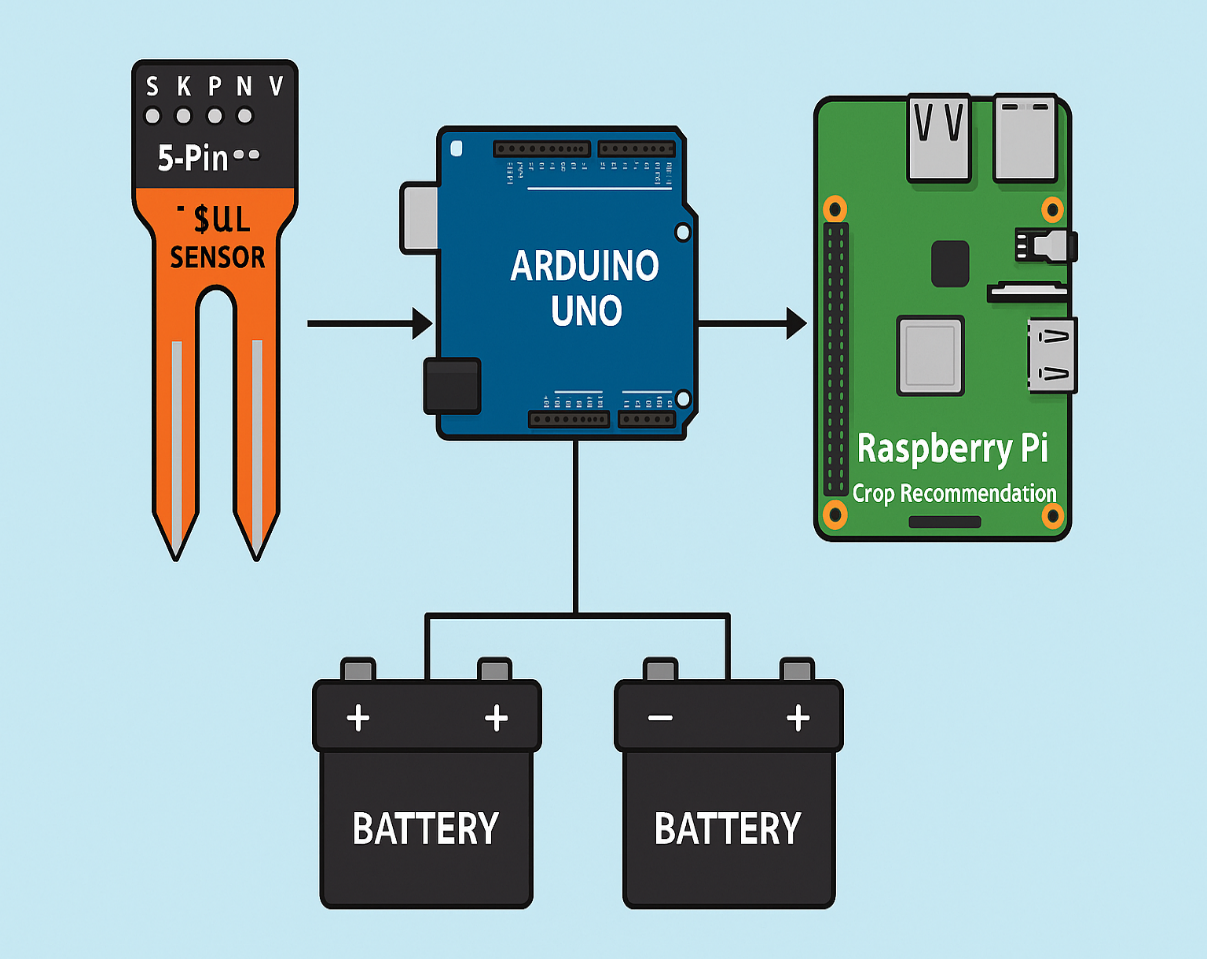 S K P N V
5-Pin
$UL
SENSOR
ARDUINO
UNO
Raspberry Pi
Crop Recommendation
+ +
− +
BATTERY
BATTERY